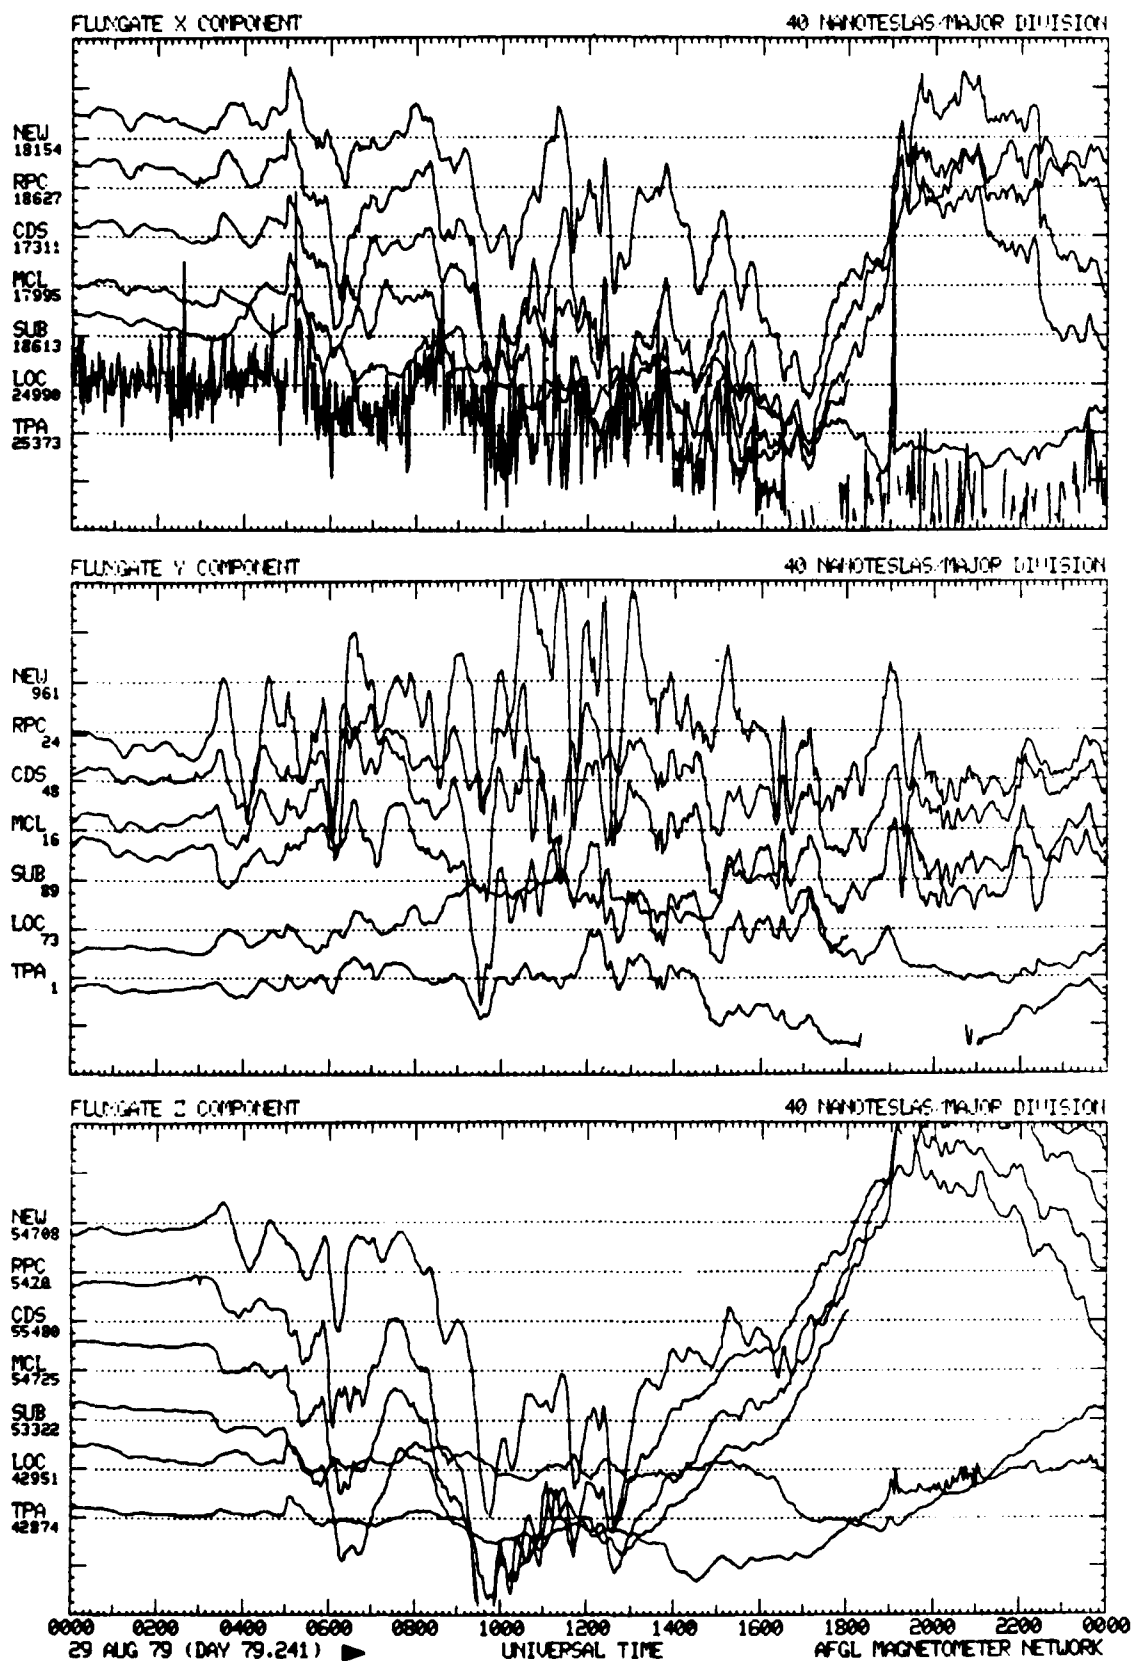 FLUXGATE X COMPONENT 40 NANOTESLAS/MAJOR DIVISION
NEW
18154
RPC
18627
CDS
17311
MCL
17995
SUB
18613
LOC
24990
TPA
25373
FLUXGATE Y COMPONENT 40 NANOTESLAS/MAJOR DIVISION
NEW
961
RPC
24
CDS
48
MCL
16
SUB
89
LOC
73
TPA
1
FLUXGATE Z COMPONENT 40 NANOTESLAS/MAJOR DIVISION
NEW
54708
RPC
CDS
55480
MCL
54725
SUB
53322
LOC
42951
TPA
42874
0000 0200 0400 0600 0800 1000 1200 1400 1600 1800 2000 2200 0000
29 AUG 79 (DAY 79.241) ► UNIVERSAL TIME AFGL MAGNETOMETER NETWORK